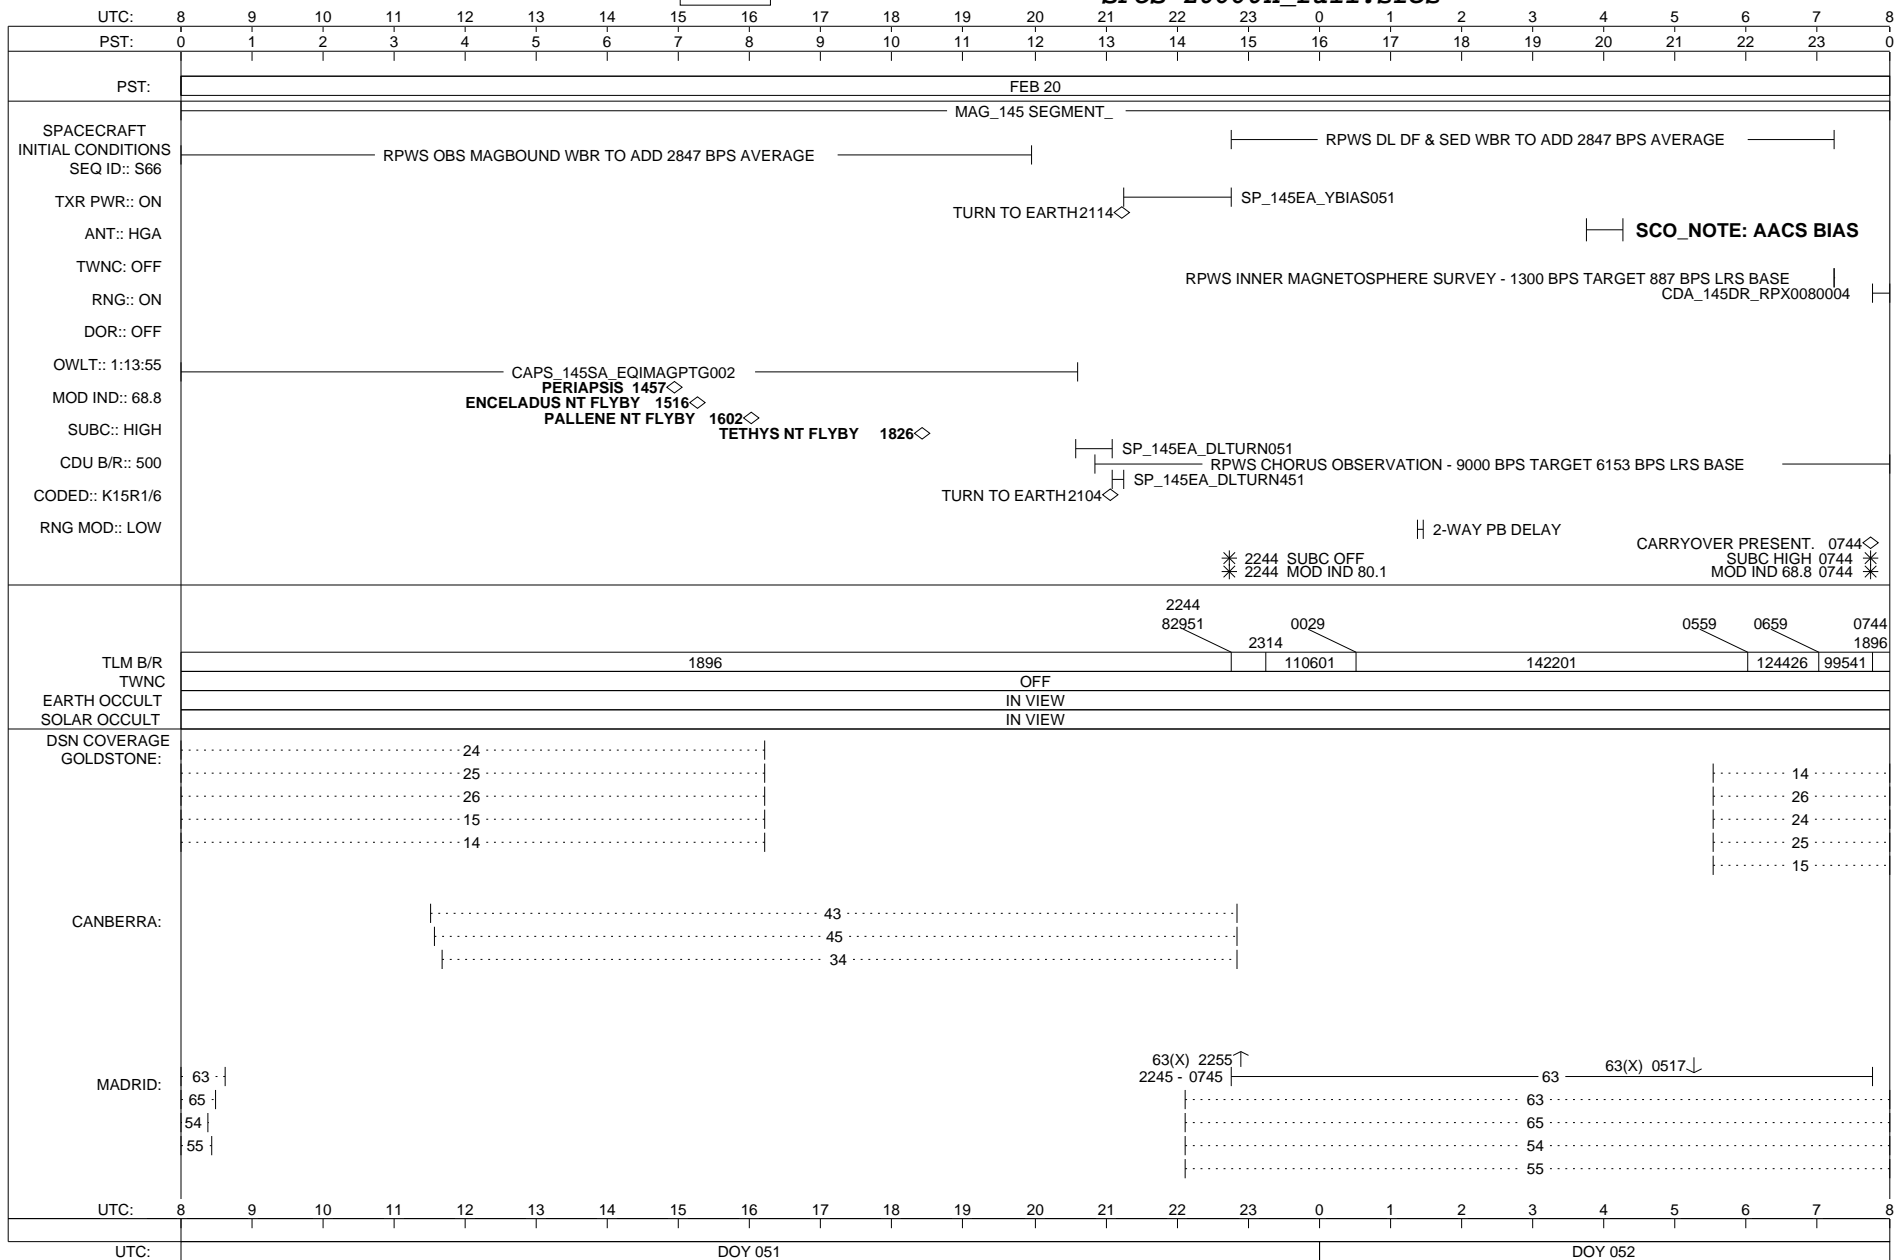 UTC: 8 9 10 11 12 13 14 15 16 17 18 19 20 21 22 23 0 1 2 3 4 5 6 7 8
PST: 0 1 2 3 4 5 6 7 8 9 10 11 12 13 14 15 16 17 18 19 20 21 22 23 0
PST: FEB 20
MAG_145 SEGMENT_
SPACECRAFT
INITIAL CONDITIONS
RPWS DL DF & SED WBR TO ADD 2847 BPS AVERAGE
RPWS OBS MAGBOUND WBR TO ADD 2847 BPS AVERAGE
SEQ ID:: S66
TXR PWR:: ON
SP_145EA_YBIAS051
TURN TO EARTH 2114
ANT:: HGA
SCO_NOTE: AACS BIAS
TWNC: OFF
RPWS INNER MAGNETOSPHERE SURVEY - 1300 BPS TARGET 887 BPS LRS BASE
RNG:: ON
CDA_145DR_RPX0080004
DOR:: OFF
OWLT:: 1:13:55
CAPS_145SA_EQIMAGPTG002
PERIAPSIS 1457
MOD IND:: 68.8
ENCELADUS NT FLYBY 1516
PALLENE NT FLYBY 1602
SUBC:: HIGH
TETHYS NT FLYBY 1826
SP_145EA_DLTURN051
CDU B/R:: 500
RPWS CHORUS OBSERVATION - 9000 BPS TARGET 6153 BPS LRS BASE
SP_145EA_DLTURN451
CODED:: K15R1/6
TURN TO EARTH 2104
RNG MOD:: LOW
2-WAY PB DELAY
CARRYOVER PRESENT. 0744
2244 SUBC OFF
SUBC HIGH 0744
2244 MOD IND 80.1
MOD IND 68.8 0744
2244
82951 0029 0559 0659 0744
2314 1896
TLM B/R 1896 110601 142201 124426 99541
TWNC OFF
EARTH OCCULT IN VIEW
SOLAR OCCULT IN VIEW
DSN COVERAGE
GOLDSTONE:
24
25 14
26 26
15 24
14 25
15
CANBERRA:
43
45
34
63(X) 2255
63(X) 0517
MADRID:
63 2245 - 0745 63
65 63
54 65
55 54
55
UTC: 8 9 10 11 12 13 14 15 16 17 18 19 20 21 22 23 0 1 2 3 4 5 6 7 8
UTC: DOY 051 DOY 052